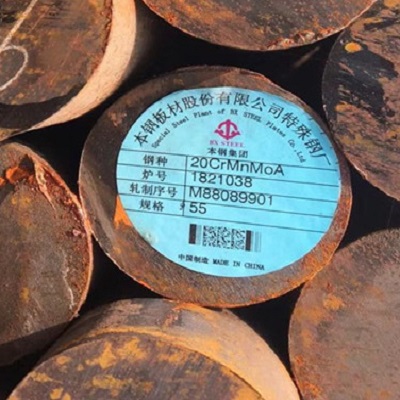 本钢板材股份有限公司特殊钢厂
Special Steel Plant of BX STEEL Plates Co.,Ltd
BX STEEL
本钢集团
钢种 20CrMnMoA
炉号 1821038
轧制序号 M88089901
规格 55
中国制造 MADE IN CHINA